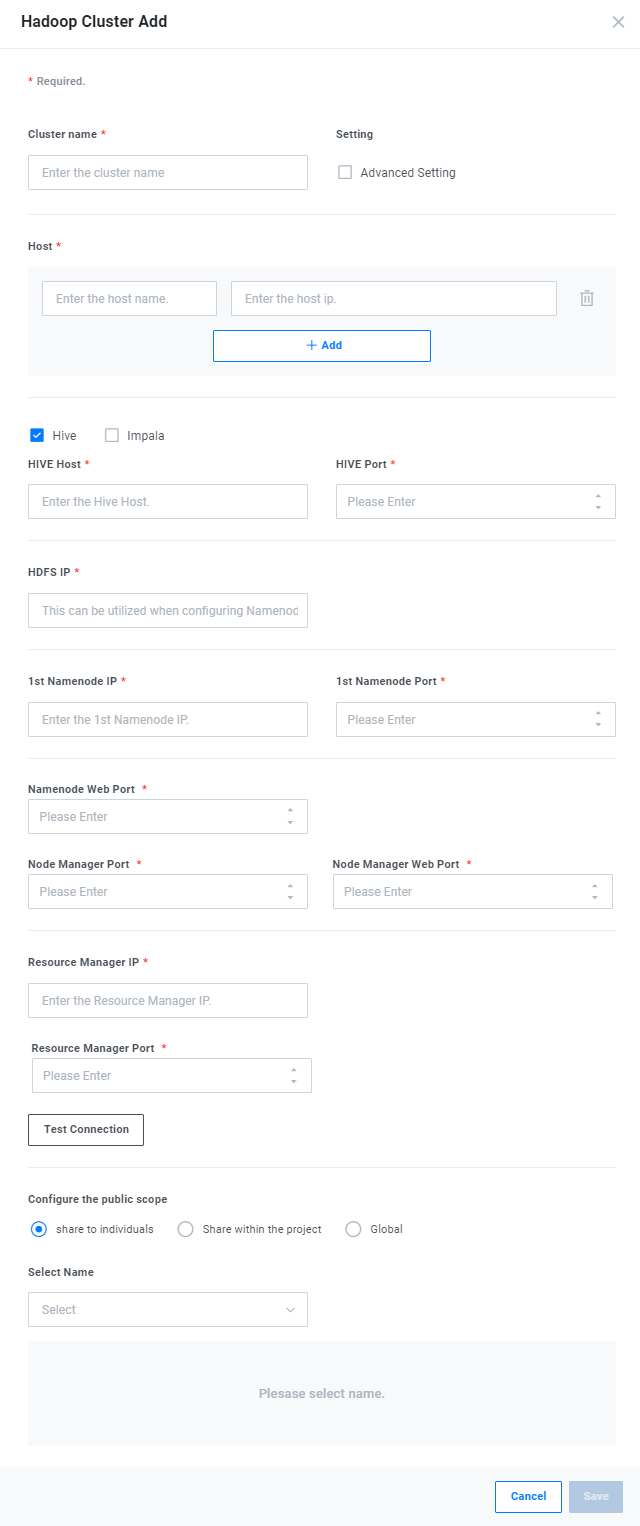 Hadoop Cluster Add
* Required.
Cluster name *
Setting
Enter the cluster name
Advanced Setting
Host *
Enter the host name.
Enter the host ip.
+ Add
Hive
Impala
HIVE Host *
HIVE Port *
Enter the Hive Host.
Please Enter
HDFS IP *
This can be utilized when configuring Namenod
1st Namenode IP *
1st Namenode Port *
Enter the 1st Namenode IP.
Please Enter
Namenode Web Port *
Please Enter
Node Manager Port *
Node Manager Web Port *
Please Enter
Please Enter
Resource Manager IP *
Enter the Resource Manager IP.
Resource Manager Port *
Please Enter
Test Connection
Configure the public scope
share to individuals
Share within the project
Global
Select Name
Select
Plesase select name.
Cancel
Save